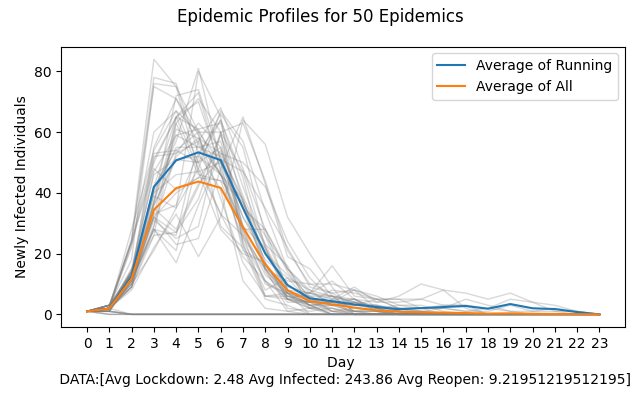 Epidemic Profiles for 50 Epidemics
Newly Infected Individuals
80
60
40
20
0
Average of Running
Average of All
0 1 2 3 4 5 6 7 8 9 10 11 12 13 14 15 16 17 18 19 20 21 22 23
Day
DATA:[Avg Lockdown: 2.48 Avg Infected: 243.86 Avg Reopen: 9.21951219512195]